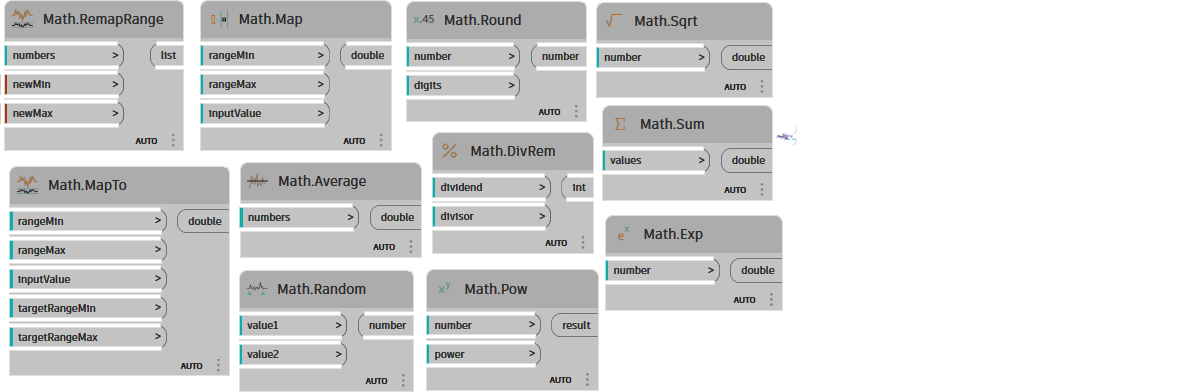 Math.RemapRange
numbers > list
newMin >
newMax >
AUTO
Math.Map
rangeMin > double
rangeMax >
inputValue >
AUTO
x.45 Math.Round
number > number
digits >
AUTO
√ Math.Sqrt
number > double
AUTO
Σ Math.Sum
values > double
AUTO
Math.MapTo
rangeMin > double
rangeMax >
inputValue >
targetRangeMin >
targetRangeMax >
AUTO
Math.Average
numbers > double
AUTO
% Math.DivRem
dividend > int
divisor >
AUTO
eˣ Math.Exp
number > double
AUTO
Math.Random
value1 > number
value2 >
AUTO
xʸ Math.Pow
number > result
power >
AUTO